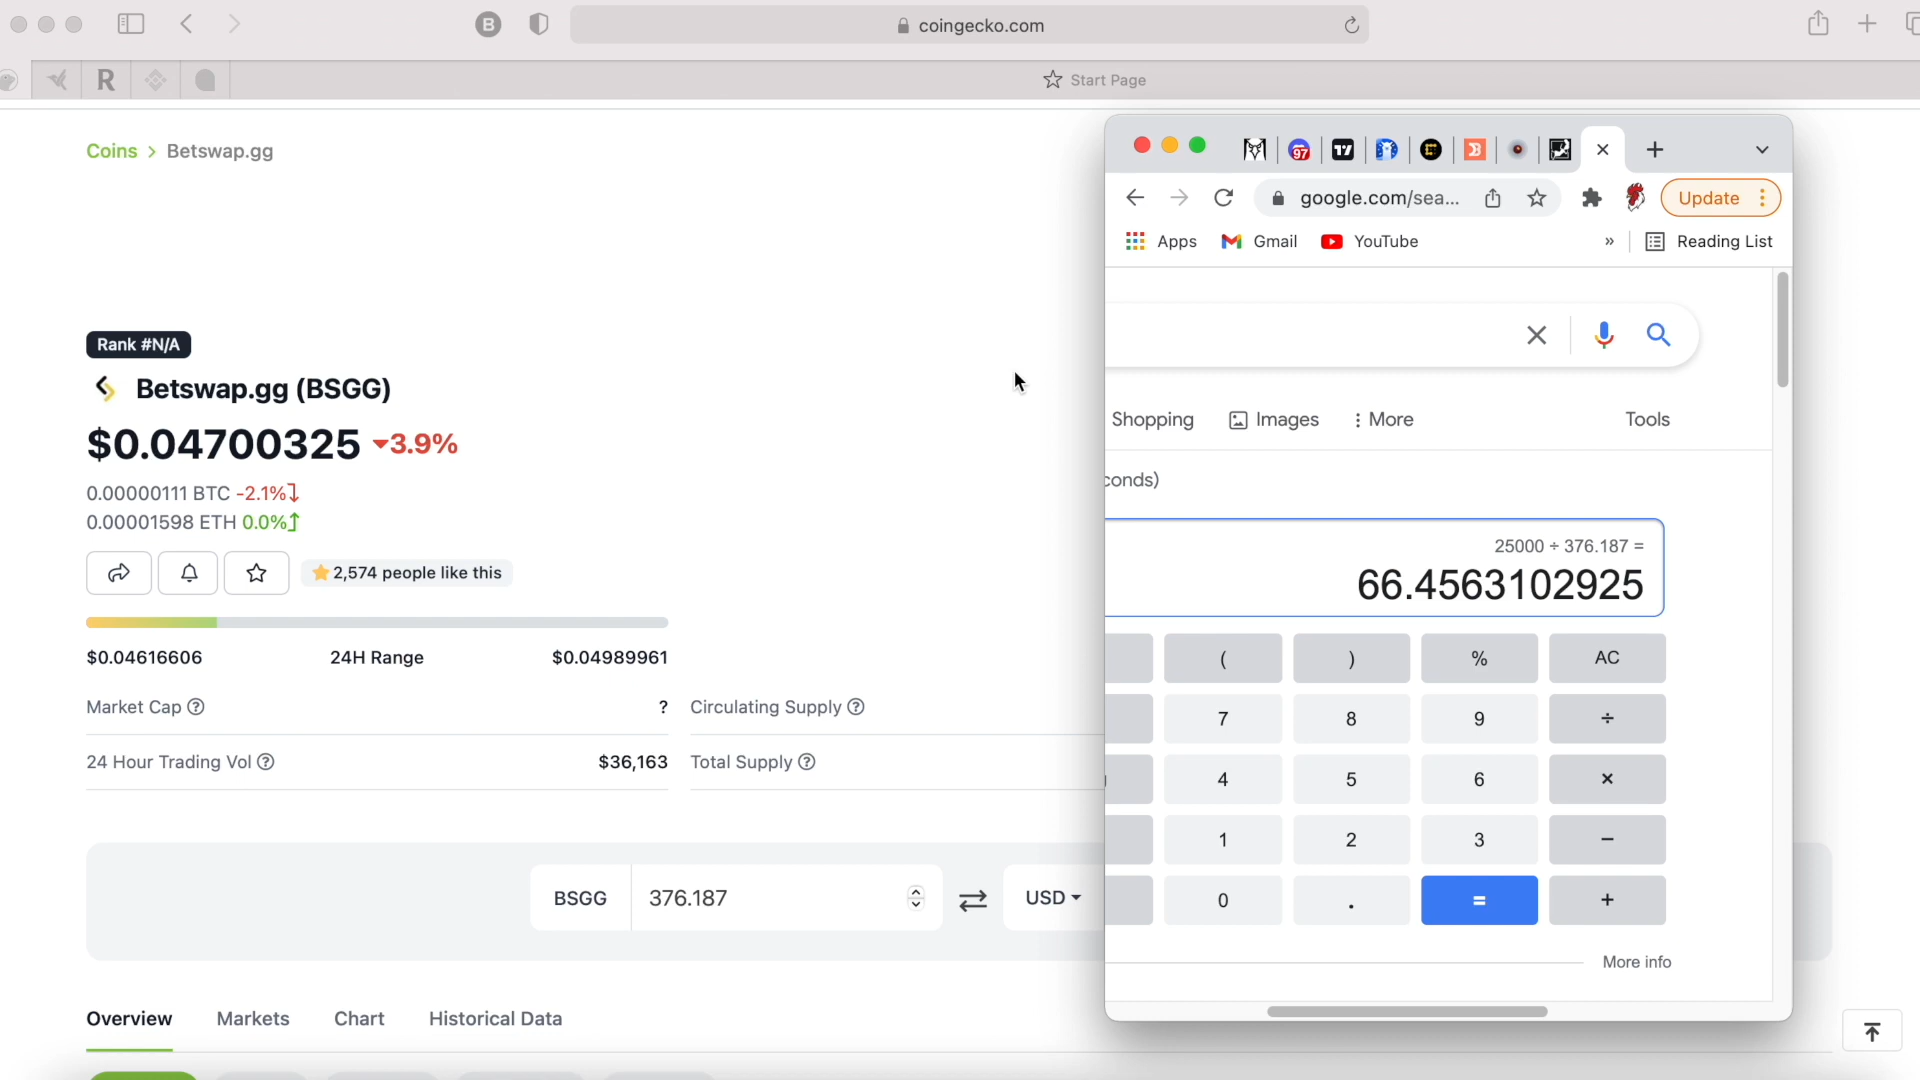 B
coingecko.com
R
Start Page
Coins > Betswap.gg
Rank #N/A
Betswap.gg (BSGG)
$0.04700325 3.9%
0.00000111 BTC -2.1%
0.00001598 ETH 0.0%
2,574 people like this
$0.04616606 24H Range $0.04989961
Market Cap ? ?
Circulating Supply ?
24 Hour Trading Vol ? $36,163
Total Supply ?
BSGG 376.187 USD
Overview Markets Chart Historical Data
97
google.com/sea...
Update
Apps Gmail YouTube » Reading List
Shopping Images More Tools
conds)
25000 ÷ 376.187 =
66.4563102925
( ) % AC
7 8 9 ÷
4 5 6 ×
1 2 3 −
0 . = +
More info